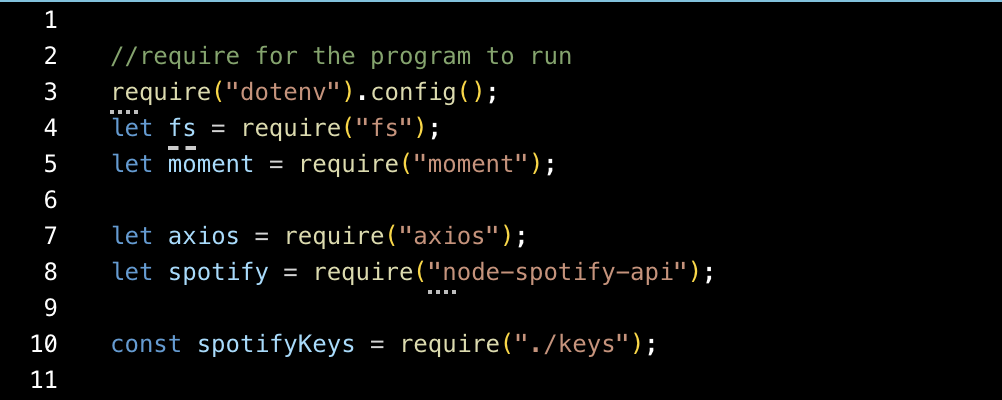 1
2 //require for the program to run
3 require("dotenv").config();
4 let fs = require("fs");
5 let moment = require("moment");
6
7 let axios = require("axios");
8 let spotify = require("node-spotify-api");
9
10 const spotifyKeys = require("./keys");
11